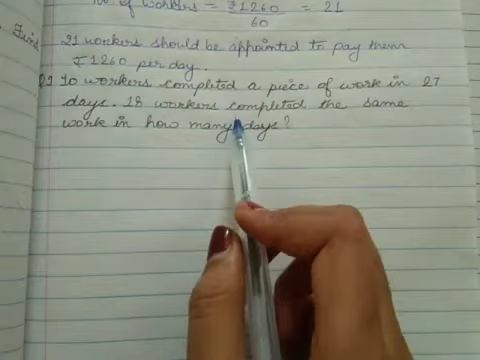 No of workers = ₹1260 / 60 = 21
21 workers should be appointed to pay them
₹1260 per day.
Q1 10 workers completed a piece of work in 27
days. 18 workers completed the same
work in how many days?